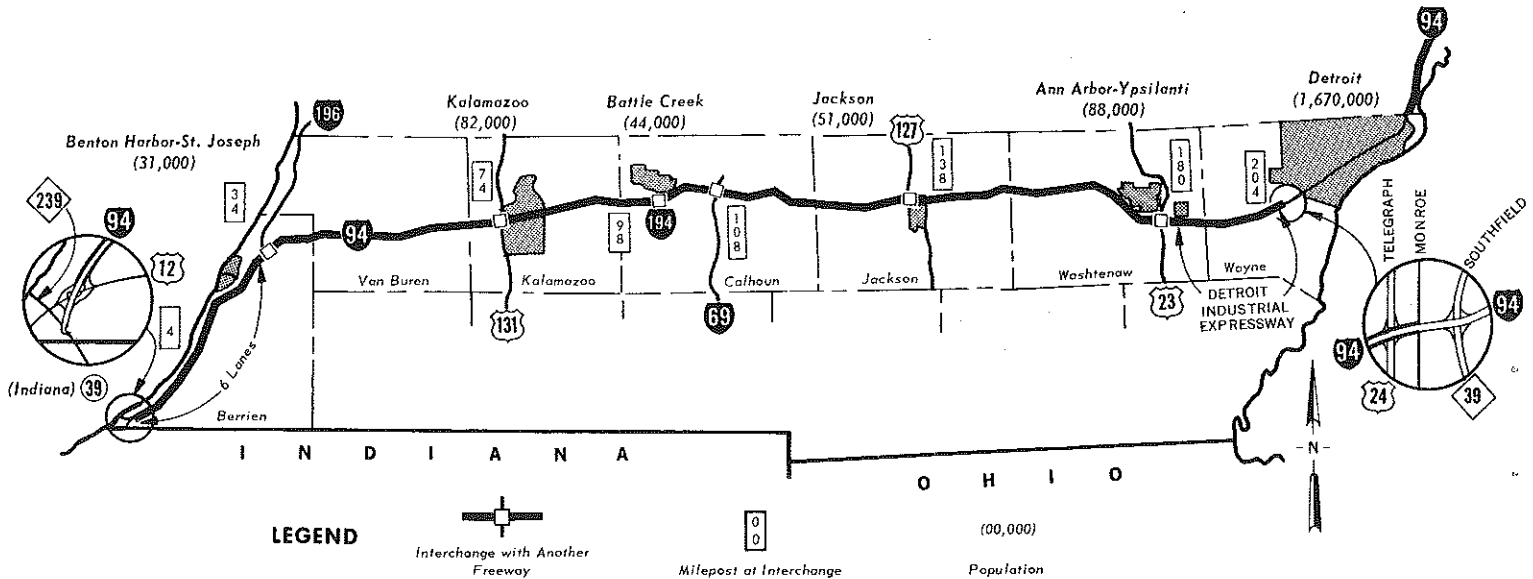 94
Detroit
(1,670,000)
Ann Arbor-Ypsilanti
(88,000)
Jackson
(51,000)
Battle Creek
(44,000)
Kalamazoo
(82,000)
Benton Harbor-St. Joseph
(31,000)
196
127
239
34
74
138
180
204
94
12
94
98
194
108
4
TELEGRAPH
MONROE
SOUTHFIELD
Van Buren
Kalamazoo
Calhoun
Jackson
Washtenaw
Wayne
131
69
23
DETROIT
INDUSTRIAL
EXPRESSWAY
94
94
24
39
(Indiana) 39
6 Lanes
Berrien
INDIANA
OHIO
N
LEGEND
Interchange with Another
Freeway
00
Milepost at Interchange
(00,000)
Population